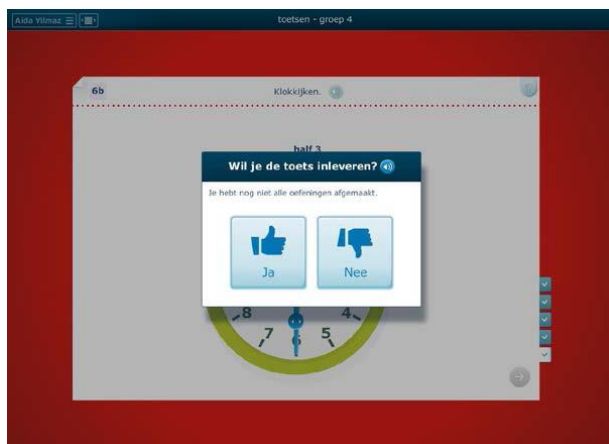 Aida Yilmaz
toetsen - groep 4
6b
Klokkijken.
half 3
Wil je de toets inleveren?
Je hebt nog niet alle oefeningen afgemaakt.
Ja
Nee
8
4
7
6
5